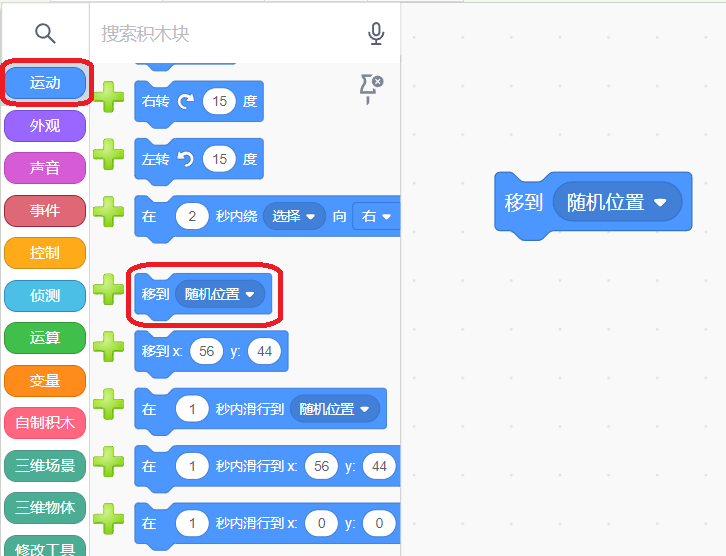 搜索积木块
运动
外观
声音
事件
控制
侦测
运算
变量
自制积木
三维场景
三维物体
修改工具
右转 15 度
左转 15 度
在 2 秒内绕 选择 向 右
移到 随机位置
移到 x: 56 y: 44
在 1 秒内滑行到 随机位置
在 1 秒内滑行到 x: 56 y: 44
在 1 秒内滑行到 x: 0 y: 0
移到 随机位置